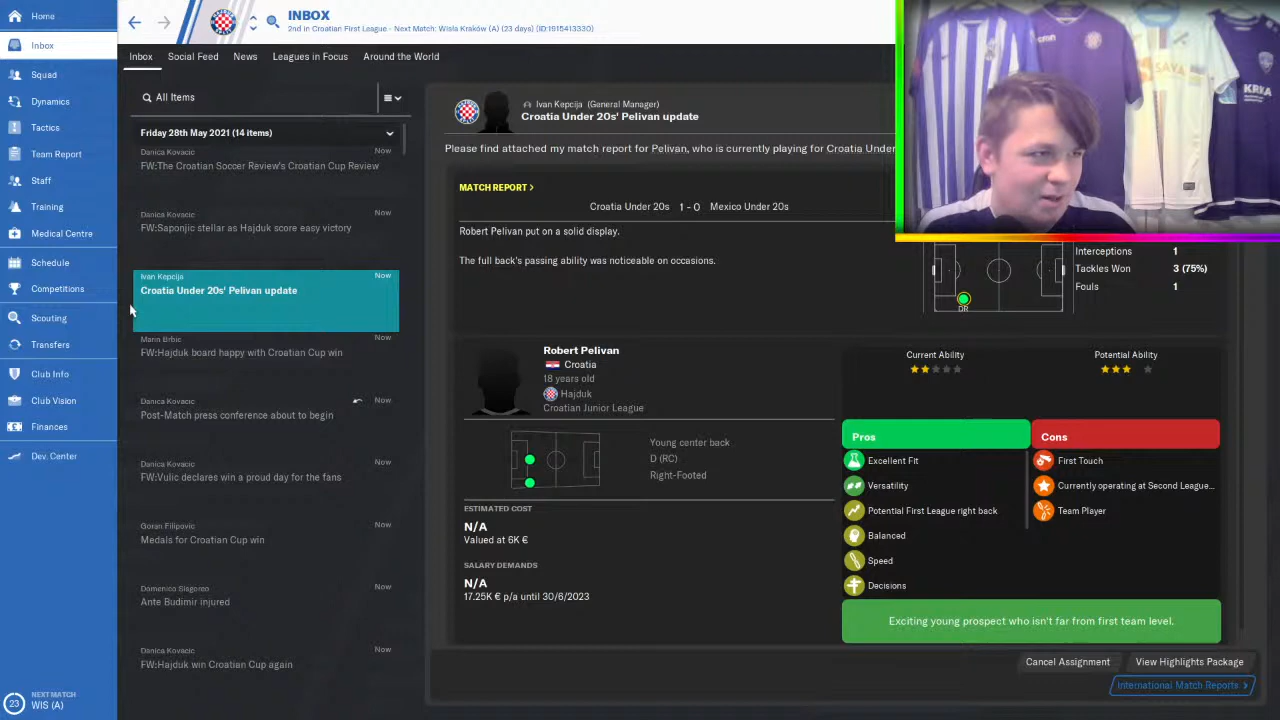 Home
Inbox
Squad
Dynamics
Tactics
Team Report
Staff
Training
Medical Centre
Schedule
Competitions
Scouting
Transfers
Club Info
Club Vision
Finances
Dev. Center
23
NEXT MATCH
WIS (A)
INBOX
2nd in Croatian First League - Next Match: Wisła Kraków (A) (23 days) (ID:1915413330)
Inbox
Social Feed
News
Leagues in Focus
Around the World
All Items
Friday 28th May 2021 (14 items)
Danica Kovacic
Now
FW:The Croatian Soccer Review's Croatian Cup Review
Danica Kovacic
Now
FW:Saponjic stellar as Hajduk score easy victory
Ivan Kepcija
Now
Croatia Under 20s' Pelivan update
Marin Brbic
Now
FW:Hajduk board happy with Croatian Cup win
Danica Kovacic
Now
Post-Match press conference about to begin
Danica Kovacic
Now
FW:Vulic declares win a proud day for the fans
Goran Filipovic
Now
Medals for Croatian Cup win
Domenico Sisgoreo
Now
Ante Budimir injured
Danica Kovacic
Now
FW:Hajduk win Croatian Cup again
Ivan Kepcija (General Manager)
Croatia Under 20s' Pelivan update
Please find attached my match report for Pelivan, who is currently playing for Croatia Under
MATCH REPORT >
Croatia Under 20s 1 - 0 Mexico Under 20s
Robert Pelivan put on a solid display.
The full back's passing ability was noticeable on occasions.
DR
Interceptions 1
Tackles Won 3 (75%)
Fouls 1
Robert Pelivan
Croatia
18 years old
Hajduk
Croatian Junior League
Young center back
D (RC)
Right-Footed
ESTIMATED COST
N/A
Valued at 6K €
SALARY DEMANDS
N/A
17.25K € p/a until 30/6/2023
Current Ability
Potential Ability
Pros
Excellent Fit
Versatility
Potential First League right back
Balanced
Speed
Decisions
Cons
First Touch
Currently operating at Second League...
Team Player
Exciting young prospect who isn't far from first team level.
Cancel Assignment
View Highlights Package
International Match Reports >
cron
SAVA
KRKA